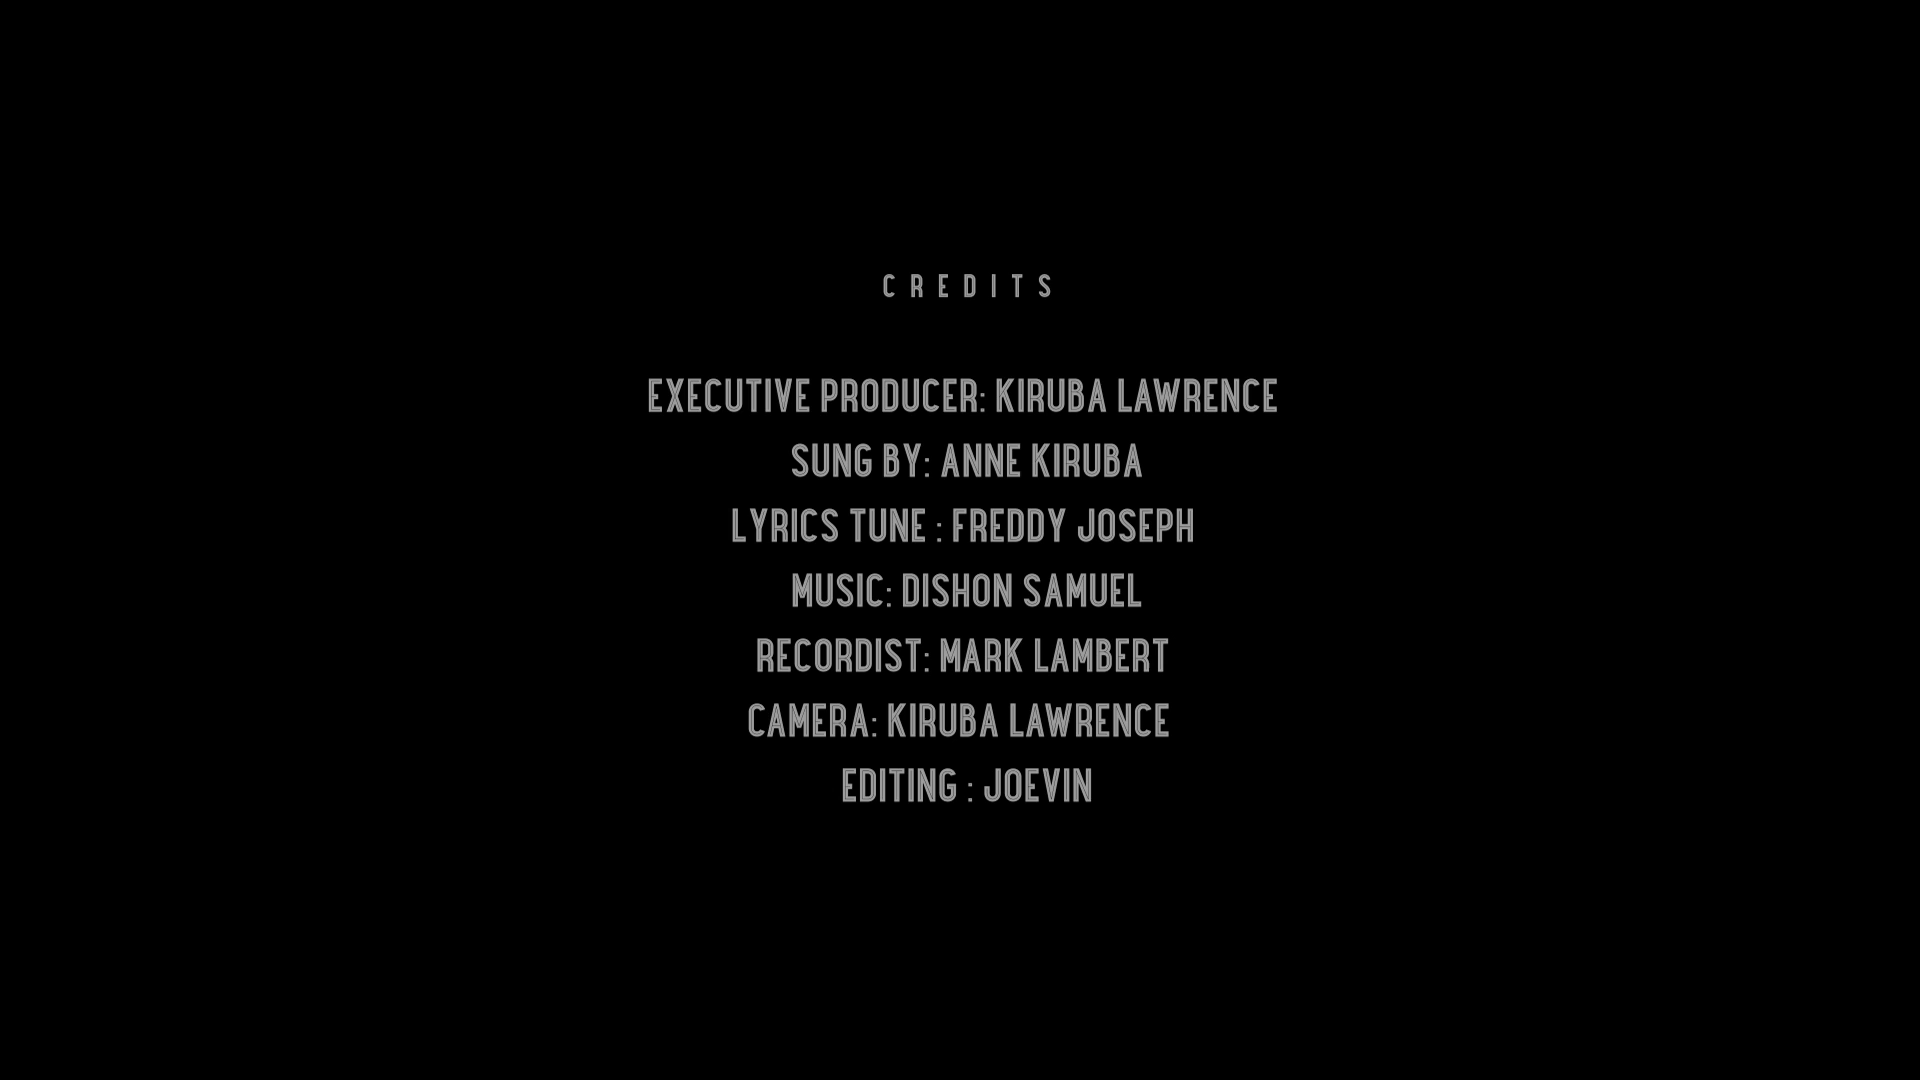 CREDITS
EXECUTIVE PRODUCER: KIRUBA LAWRENCE
SUNG BY: ANNE KIRUBA
LYRICS TUNE : FREDDY JOSEPH
MUSIC: DISHON SAMUEL
RECORDIST: MARK LAMBERT
CAMERA: KIRUBA LAWRENCE
EDITING : JOEVIN